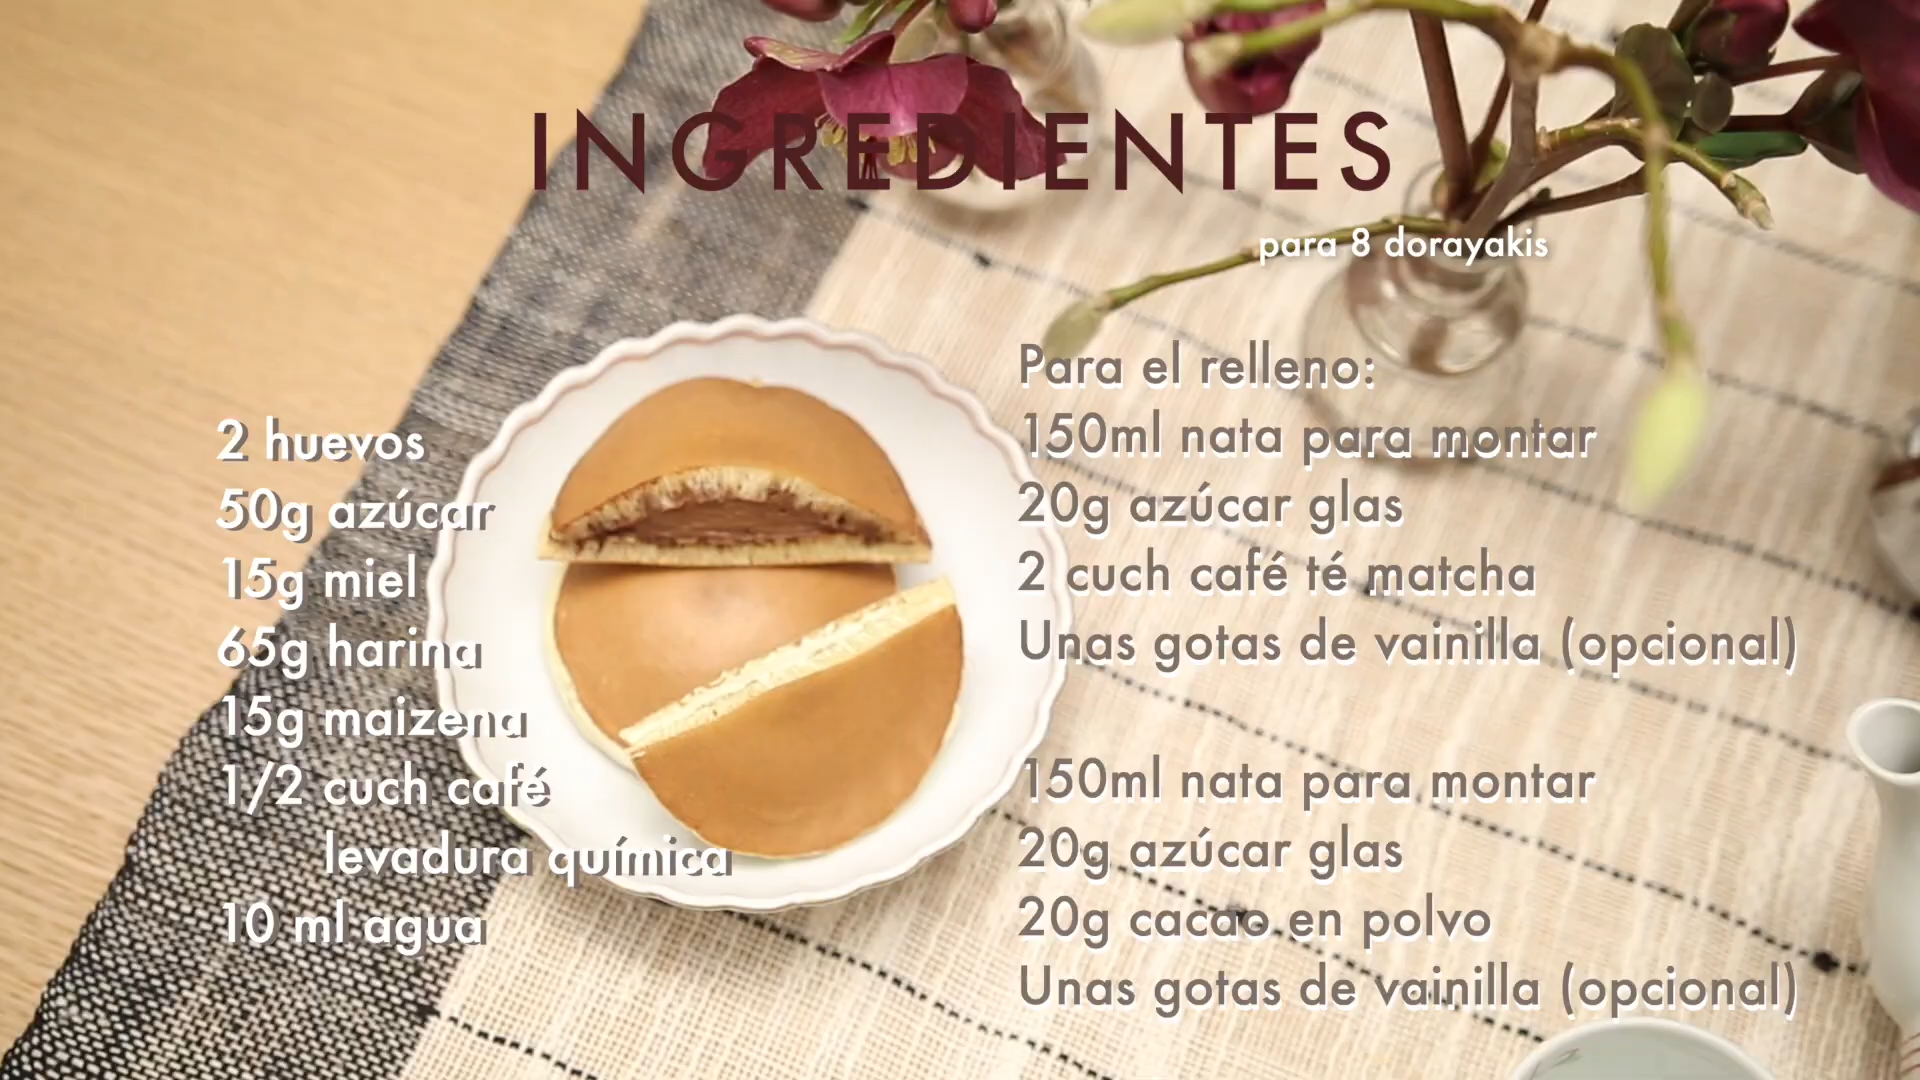 INGREDIENTES
para 8 dorayakis
2 huevos
50g azúcar
15g miel
65g harina
15g maizena
1/2 cuch café
levadura química
10 ml agua
Para el relleno:
150ml nata para montar
20g azúcar glas
2 cuch café té matcha
Unas gotas de vainilla (opcional)
150ml nata para montar
20g azúcar glas
20g cacao en polvo
Unas gotas de vainilla (opcional)